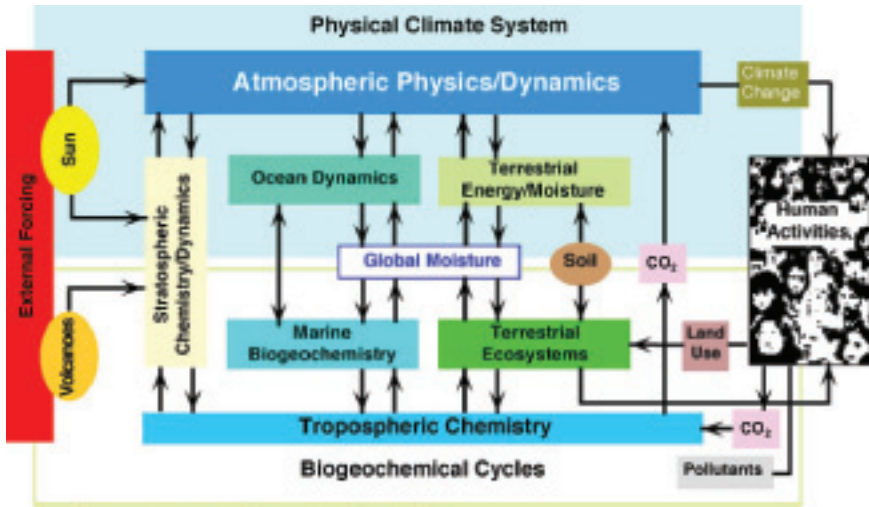 Physical Climate System
Atmospheric Physics/Dynamics
Climate
Change
External Forcing
Sun
Volcanoes
Stratospheric
Chemistry/Dynamics
Ocean Dynamics
Terrestrial
Energy/Moisture
Human
Activities
Global Moisture
Soil
CO₂
Marine
Biogeochemistry
Terrestrial
Ecosystems
Land
Use
Tropospheric Chemistry
CO₂
Biogeochemical Cycles
Pollutants